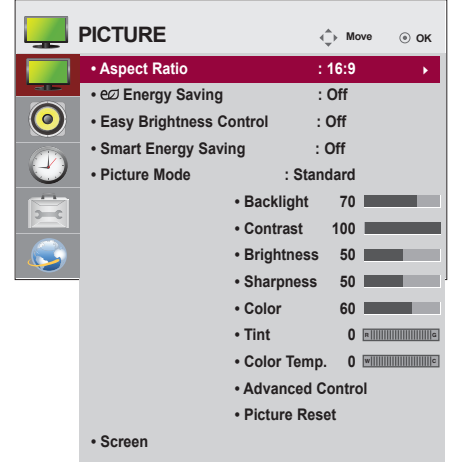 PICTURE Move OK
• Aspect Ratio : 16:9
• e Energy Saving : Off
• Easy Brightness Control : Off
• Smart Energy Saving : Off
• Picture Mode : Standard
• Backlight 70
• Contrast 100
• Brightness 50
• Sharpness 50
• Color 60
• Tint 0 R G
• Color Temp. 0 W C
• Advanced Control
• Picture Reset
• Screen